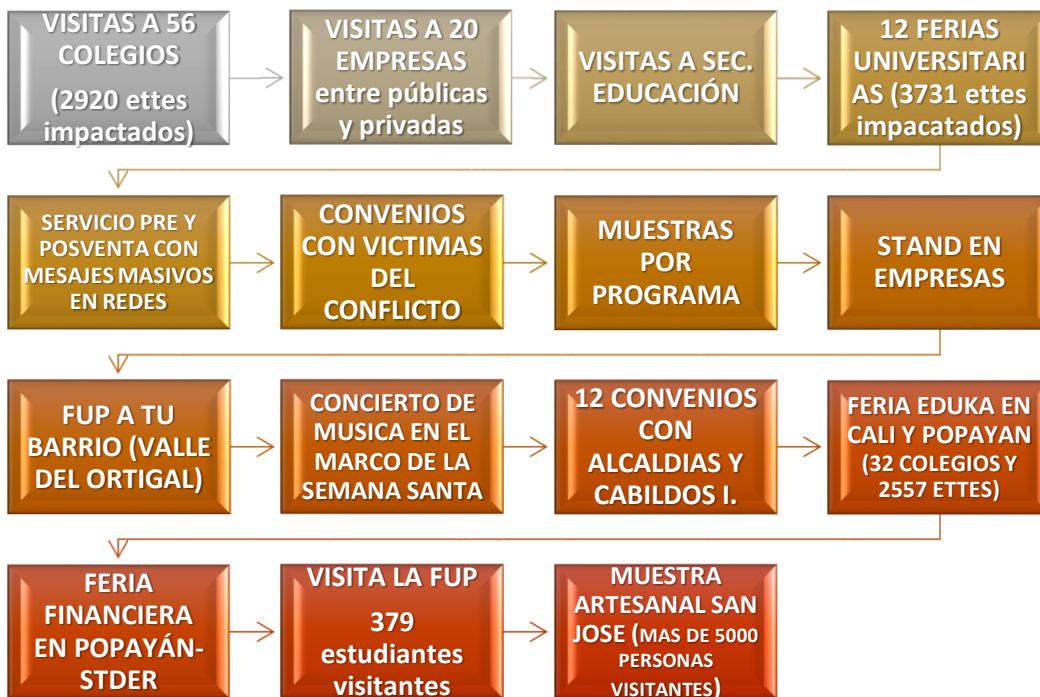 VISITAS A 56
COLEGIOS
(2920 ettes
impactados)
VISITAS A 20
EMPRESAS
entre públicas
y privadas
VISITAS A SEC.
EDUCACIÓN
12 FERIAS
UNIVERSITARI
AS (3731 ettes
impacatados)
SERVICIO PRE Y
POSVENTA CON
MESAJES MASIVOS
EN REDES
CONVENIOS
CON VICTIMAS
DEL
CONFLICTO
MUESTRAS
POR
PROGRAMA
STAND EN
EMPRESAS
FUP A TU
BARRIO (VALLE
DEL ORTIGAL)
CONCIERTO DE
MUSICA EN EL
MARCO DE LA
SEMANA SANTA
12 CONVENIOS
CON
ALCALDIAS Y
CABILDOS I.
FERIA EDUKA EN
CALI Y POPAYAN
(32 COLEGIOS Y
2557 ETTES)
FERIA
FINANCIERA
EN POPAYÁN-
STDER
VISITA LA FUP
379
estudiantes
visitantes
MUESTRA
ARTESANAL SAN
JOSE (MAS DE 5000
PERSONAS
VISITANTES)